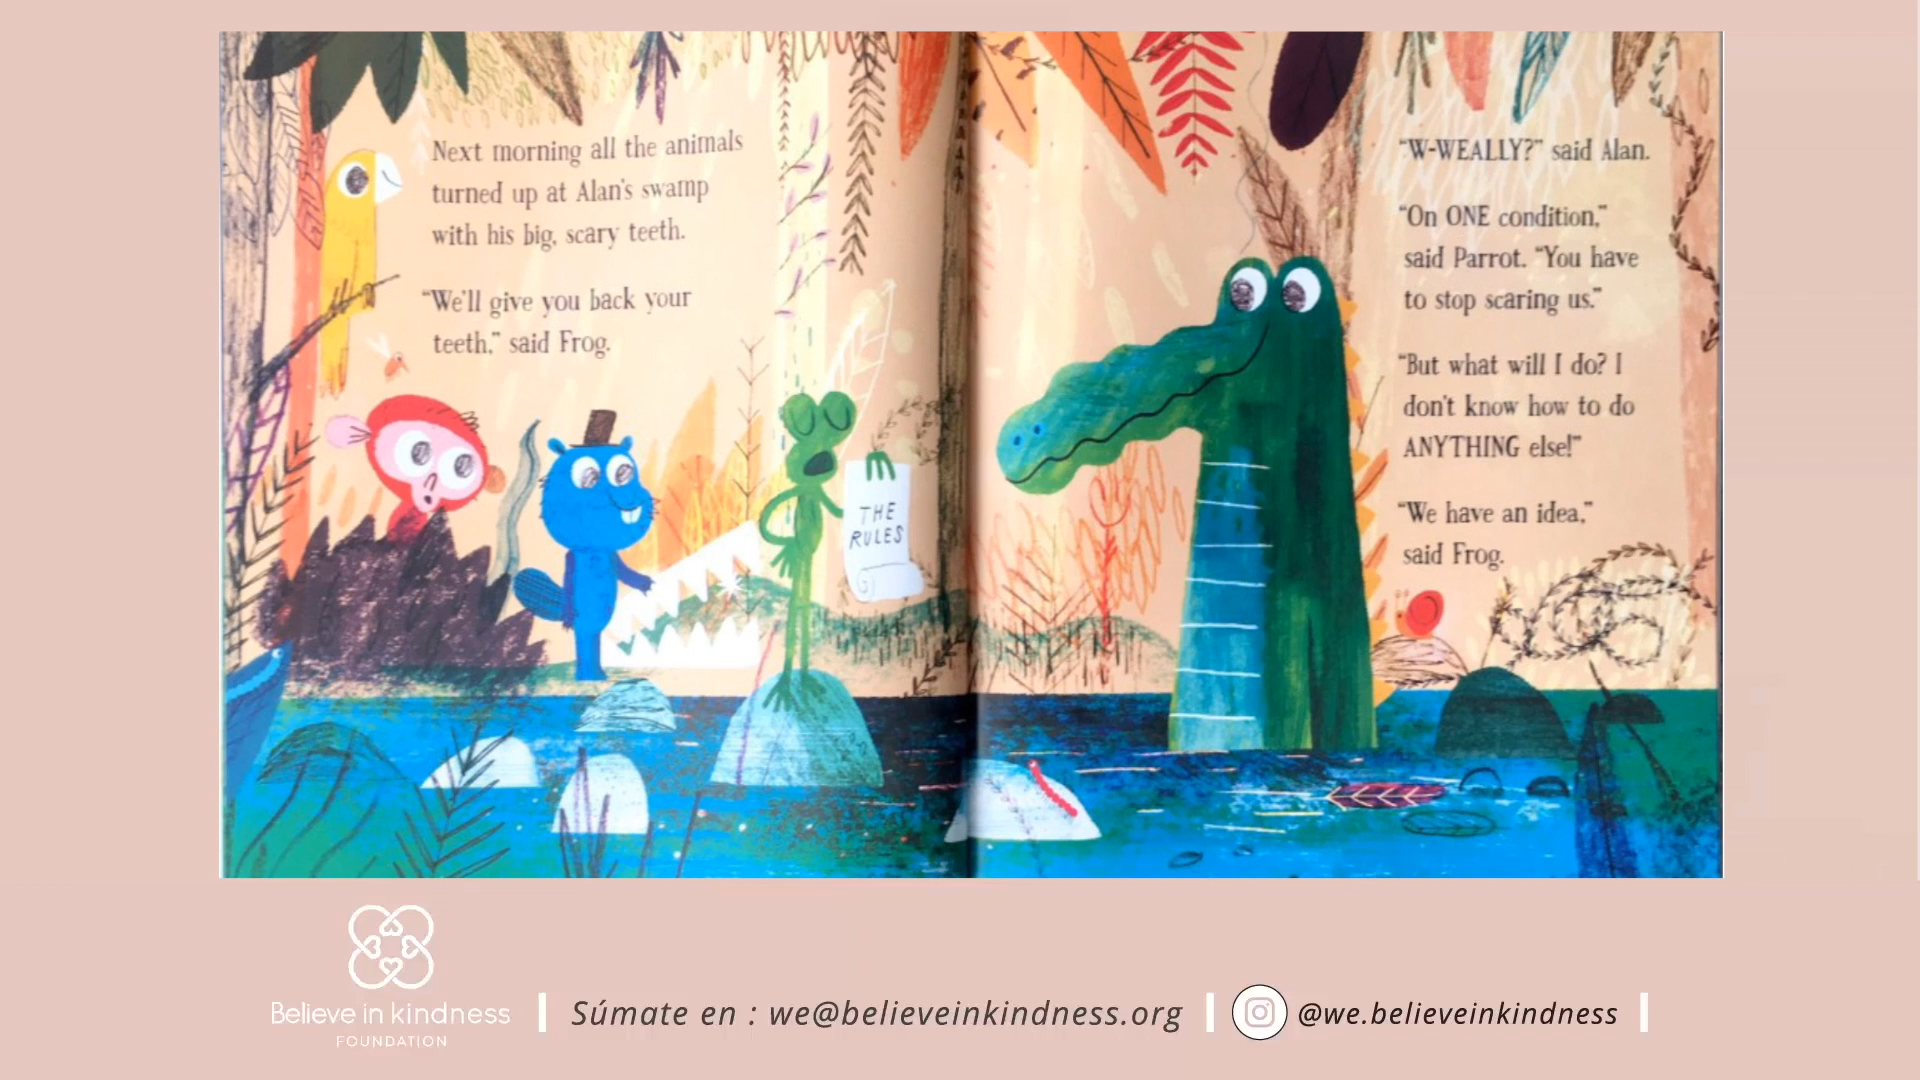 Next morning all the animals
turned up at Alan's swamp
with his big, scary teeth.
"We'll give you back your
teeth," said Frog.
THE
RULES
"W-WEALLY?" said Alan.
"On ONE condition,"
said Parrot. "You have
to stop scaring us."
"But what will I do? I
don't know how to do
ANYTHING else!"
"We have an idea,"
said Frog.
Believe in kindness
FOUNDATION
Súmate en : we@believeinkindness.org
@we.believeinkindness